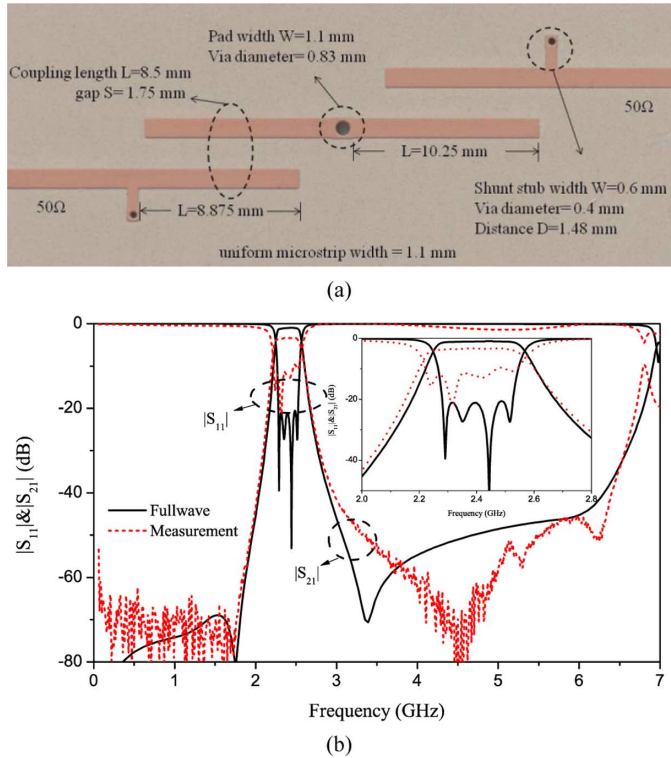 Pad width W=1.1 mm
Via diameter=0.83 mm
Coupling length L=8.5 mm
gap S= 1.75 mm
50Ω
L=10.25 mm
50Ω
L=8.875 mm
Shunt stub width W=0.6 mm
Via diameter=0.4 mm
Distance D=1.48 mm
uniform microstrip width = 1.1 mm
(a)
|S11|&|S21| (dB)
0
-20
-40
-60
-80
0 1 2 3 4 5 6 7
Frequency (GHz)
|S11|
|S21|
Fullwave
Measurement
|S11|&|S21| (dB)
0
-10
-20
-30
-40
2.0 2.2 2.4 2.6 2.8
Frequency (GHz)
(b)